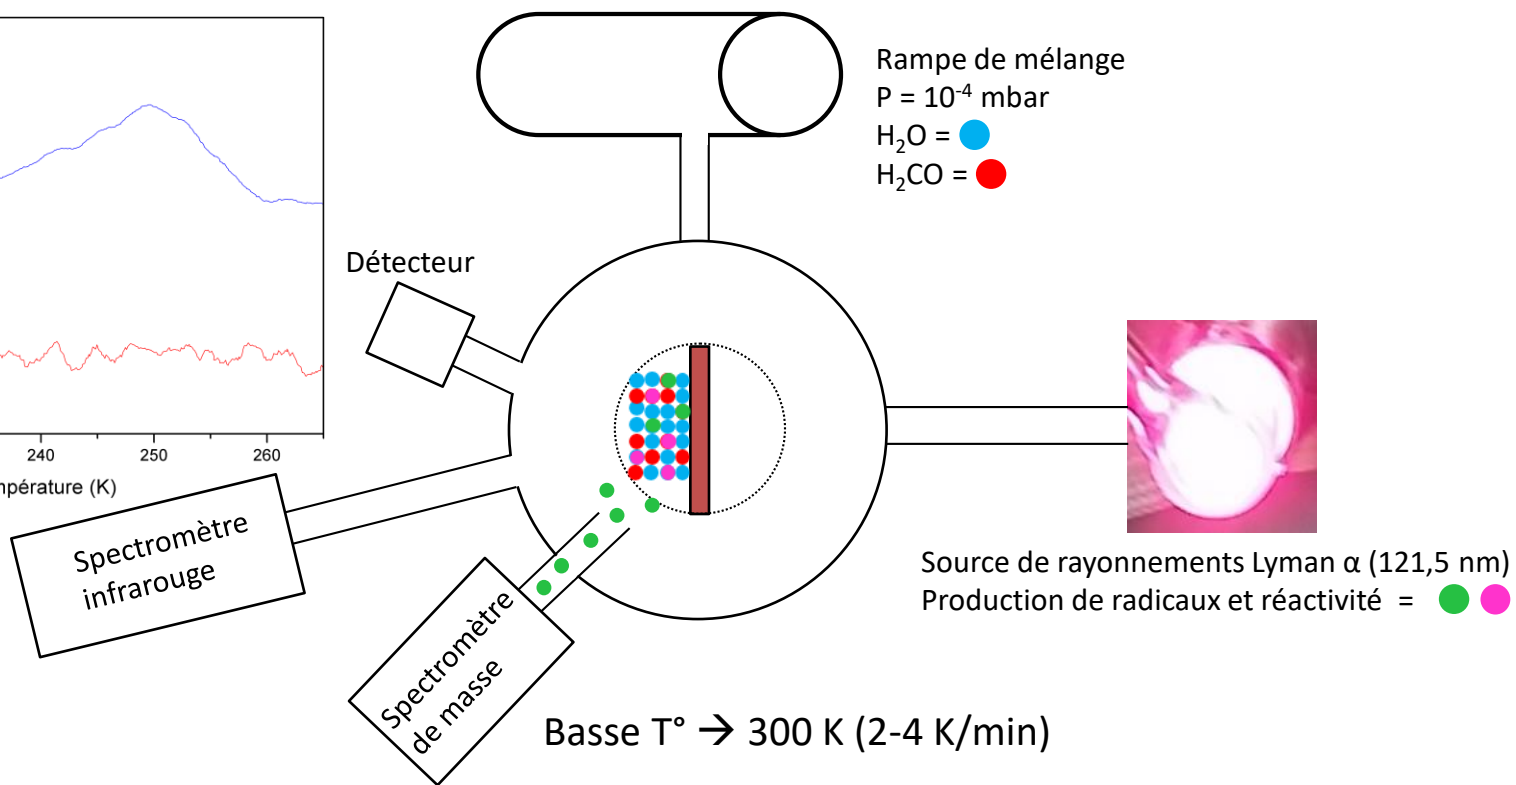 Rampe de mélange
P = 10⁻⁴ mbar
H₂O =
H₂CO =
Détecteur
240 250 260
mpérature (K)
Spectromètre
infrarouge
Spectromètre
de masse
Source de rayonnements Lyman α (121,5 nm)
Production de radicaux et réactivité =
Basse T° → 300 K (2-4 K/min)